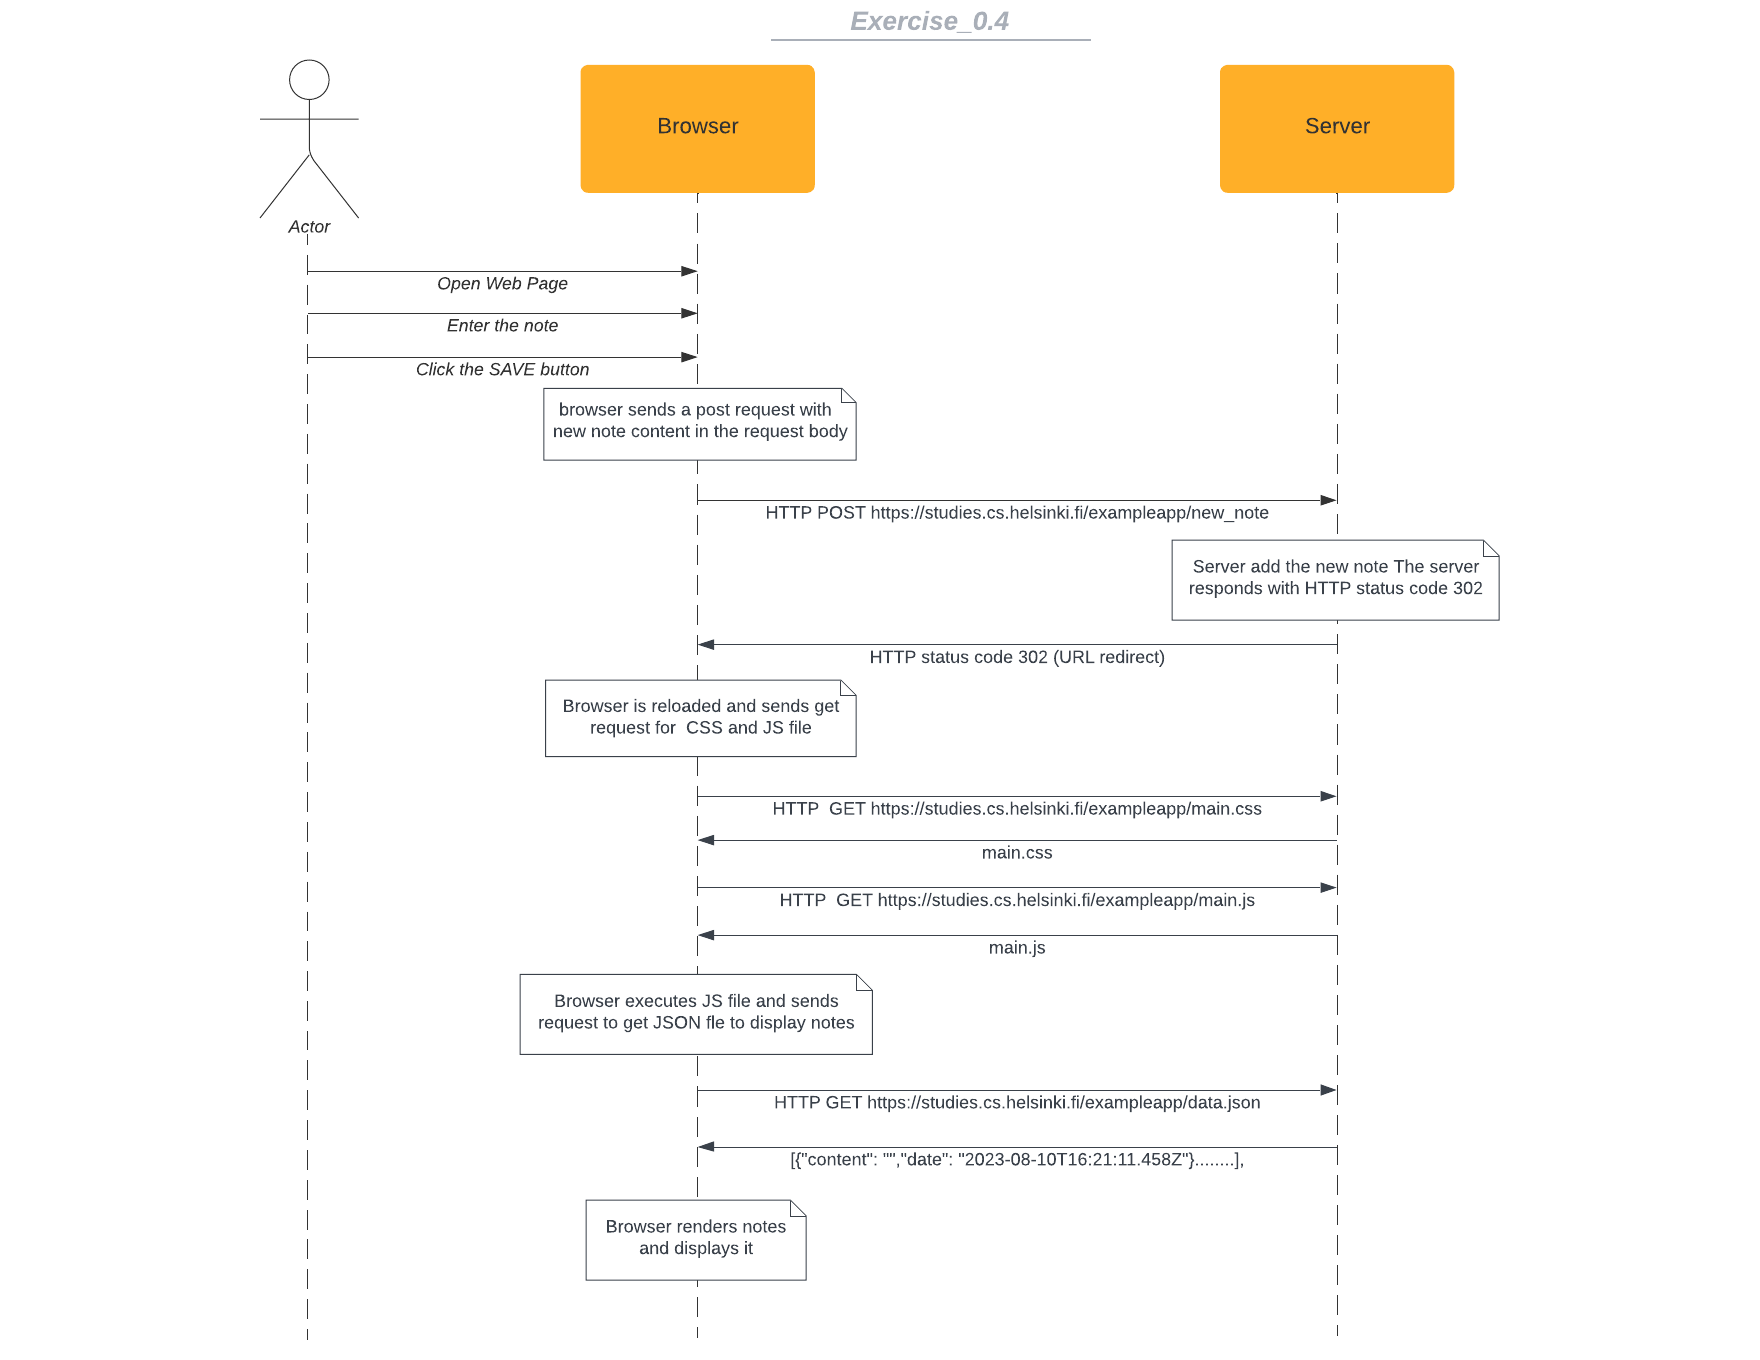 Exercise_0.4
Browser
Server
Actor
Open Web Page
Enter the note
Click the SAVE button
browser sends a post request with
new note content in the request body
HTTP POST https://studies.cs.helsinki.fi/exampleapp/new_note
Server add the new note The server
responds with HTTP status code 302
HTTP status code 302 (URL redirect)
Browser is reloaded and sends get
request for  CSS and JS file
HTTP  GET https://studies.cs.helsinki.fi/exampleapp/main.css
main.css
HTTP  GET https://studies.cs.helsinki.fi/exampleapp/main.js
main.js
Browser executes JS file and sends
request to get JSON fle to display notes
HTTP GET https://studies.cs.helsinki.fi/exampleapp/data.json
[{"content": "","date": "2023-08-10T16:21:11.458Z"}........],
Browser renders notes
and displays it